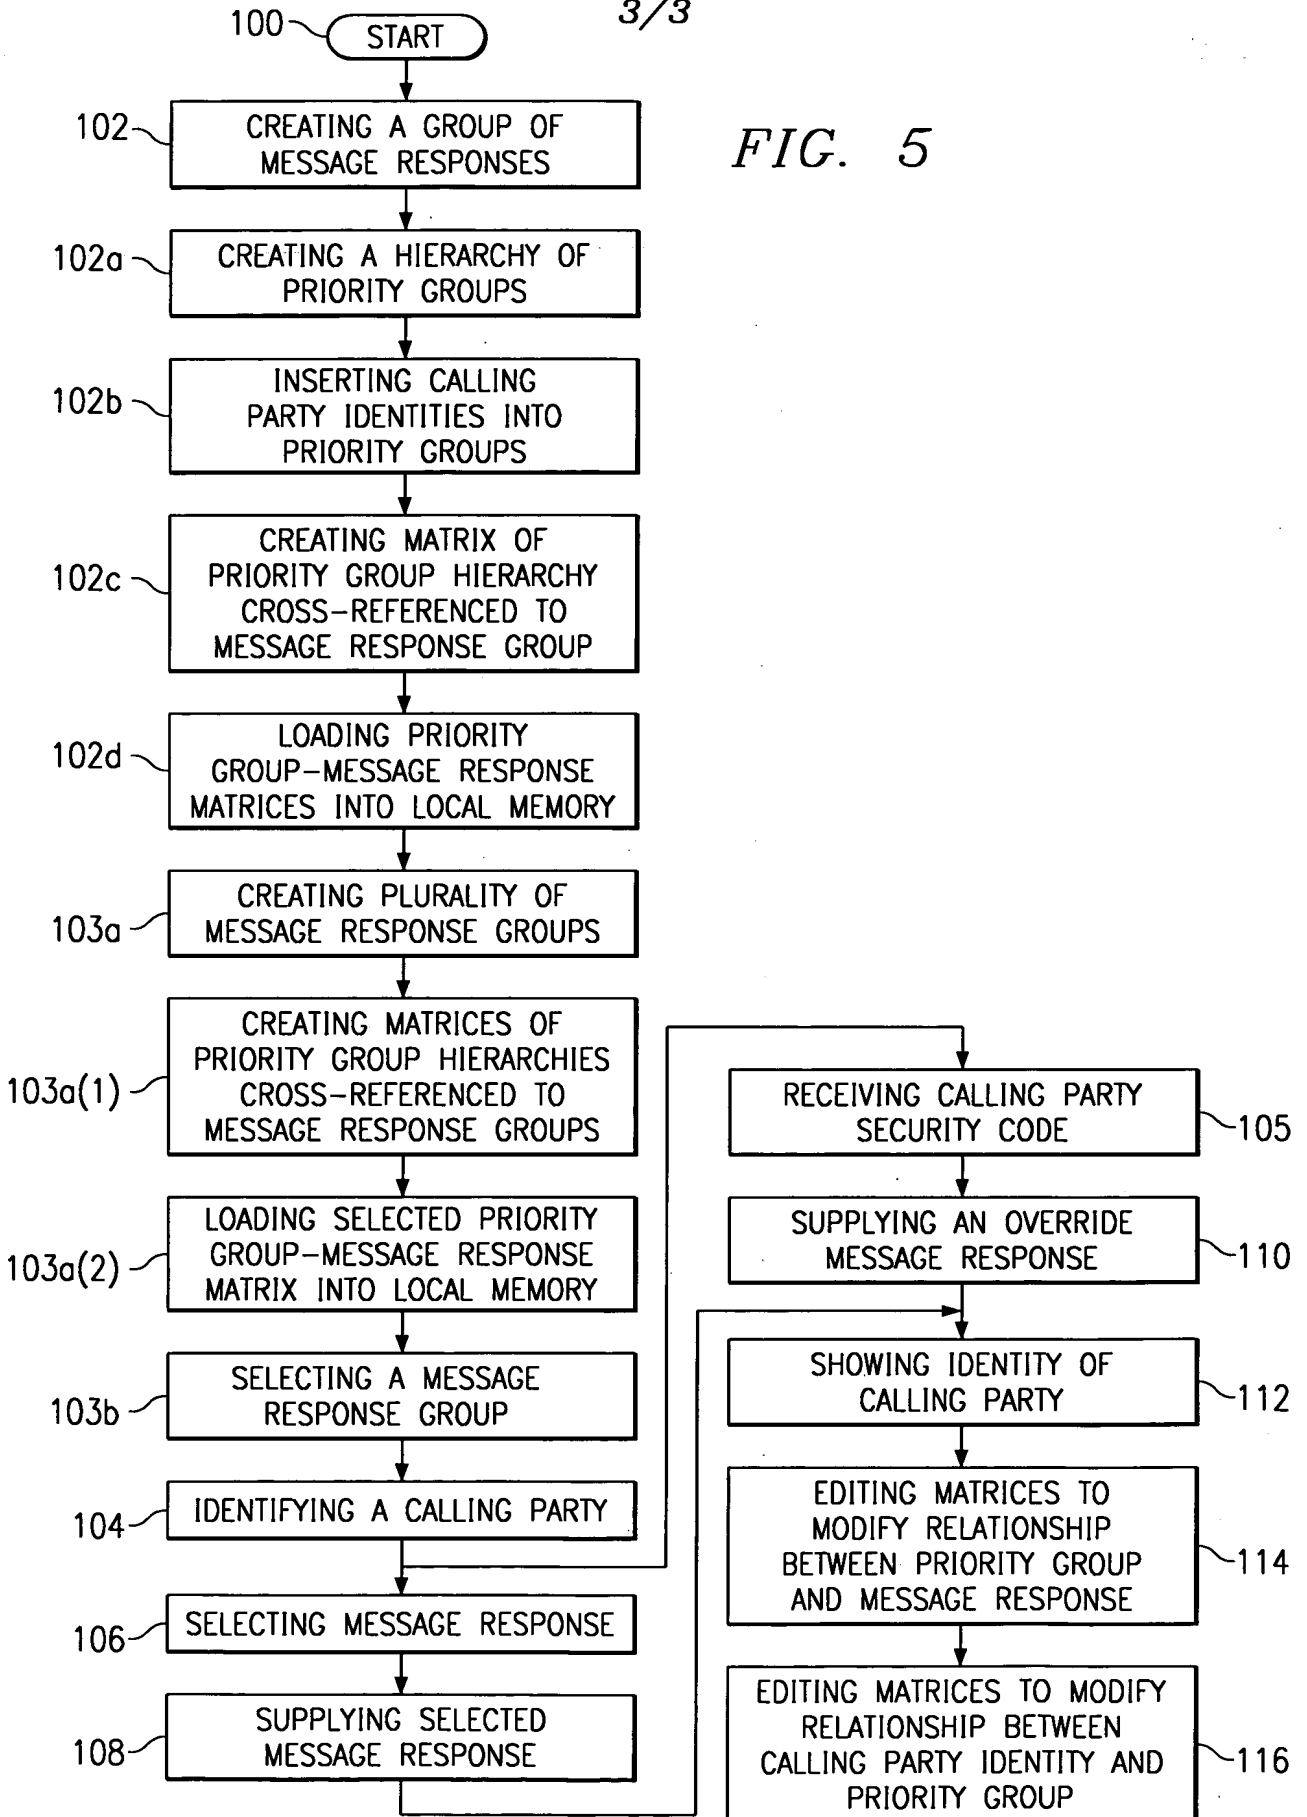 3/3
100
START
FIG. 5
102
CREATING A GROUP OF
MESSAGE RESPONSES
102a
CREATING A HIERARCHY OF
PRIORITY GROUPS
102b
INSERTING CALLING
PARTY IDENTITIES INTO
PRIORITY GROUPS
102c
CREATING MATRIX OF
PRIORITY GROUP HIERARCHY
CROSS-REFERENCED TO
MESSAGE RESPONSE GROUP
102d
LOADING PRIORITY
GROUP-MESSAGE RESPONSE
MATRICES INTO LOCAL MEMORY
103a
CREATING PLURALITY OF
MESSAGE RESPONSE GROUPS
103a(1)
CREATING MATRICES OF
PRIORITY GROUP HIERARCHIES
CROSS-REFERENCED TO
MESSAGE RESPONSE GROUPS
103a(2)
LOADING SELECTED PRIORITY
GROUP-MESSAGE RESPONSE
MATRIX INTO LOCAL MEMORY
103b
SELECTING A MESSAGE
RESPONSE GROUP
104
IDENTIFYING A CALLING PARTY
106
SELECTING MESSAGE RESPONSE
108
SUPPLYING SELECTED
MESSAGE RESPONSE
RECEIVING CALLING PARTY
SECURITY CODE
105
SUPPLYING AN OVERRIDE
MESSAGE RESPONSE
110
SHOWING IDENTITY OF
CALLING PARTY
112
EDITING MATRICES TO
MODIFY RELATIONSHIP
BETWEEN PRIORITY GROUP
AND MESSAGE RESPONSE
114
EDITING MATRICES TO MODIFY
RELATIONSHIP BETWEEN
CALLING PARTY IDENTITY AND
PRIORITY GROUP
116